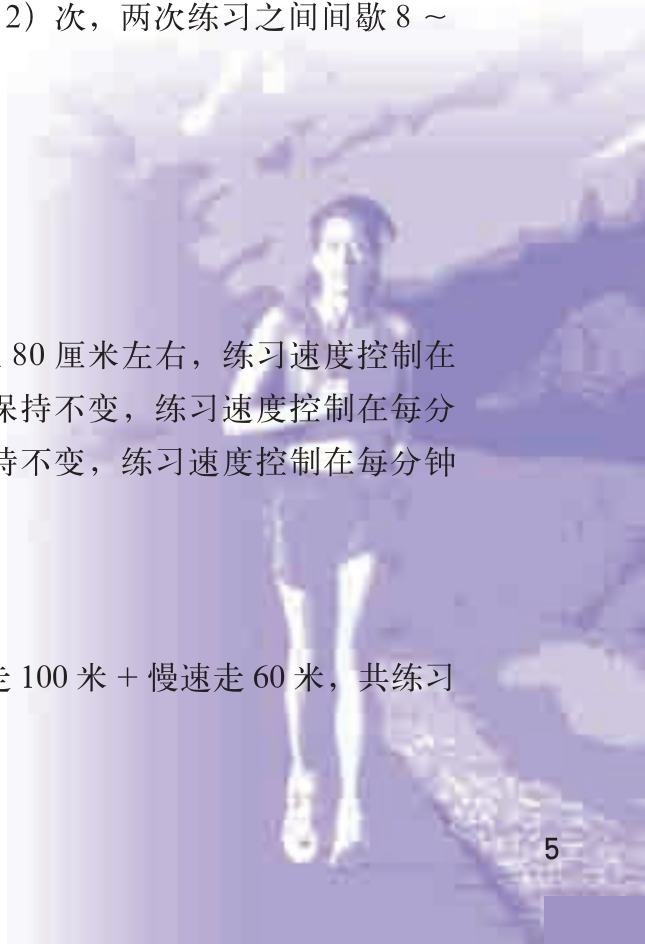 2）次，两次练习之间间歇 8 ~
80 厘米左右，练习速度控制在
保持不变，练习速度控制在每分
持不变，练习速度控制在每分钟
走 100 米 + 慢速走 60 米，共练习
5